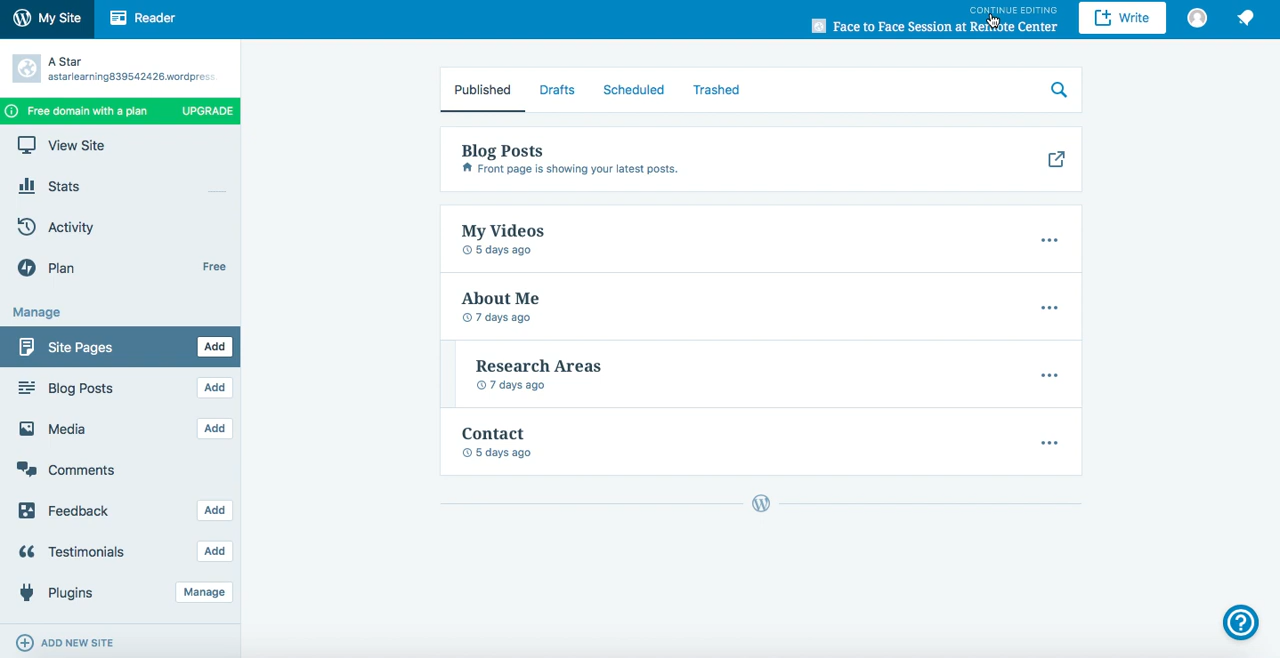 My Site
Reader
CONTINUE EDITING
Face to Face Session at Remote Center
Write
A Star
astarlearning839542426.wordpress.
Free domain with a plan UPGRADE
View Site
Stats
Activity
Plan Free
Manage
Site Pages Add
Blog Posts Add
Media Add
Comments
Feedback Add
Testimonials Add
Plugins Manage
ADD NEW SITE
Published Drafts Scheduled Trashed
Blog Posts
Front page is showing your latest posts.
My Videos
5 days ago
About Me
7 days ago
Research Areas
7 days ago
Contact
5 days ago